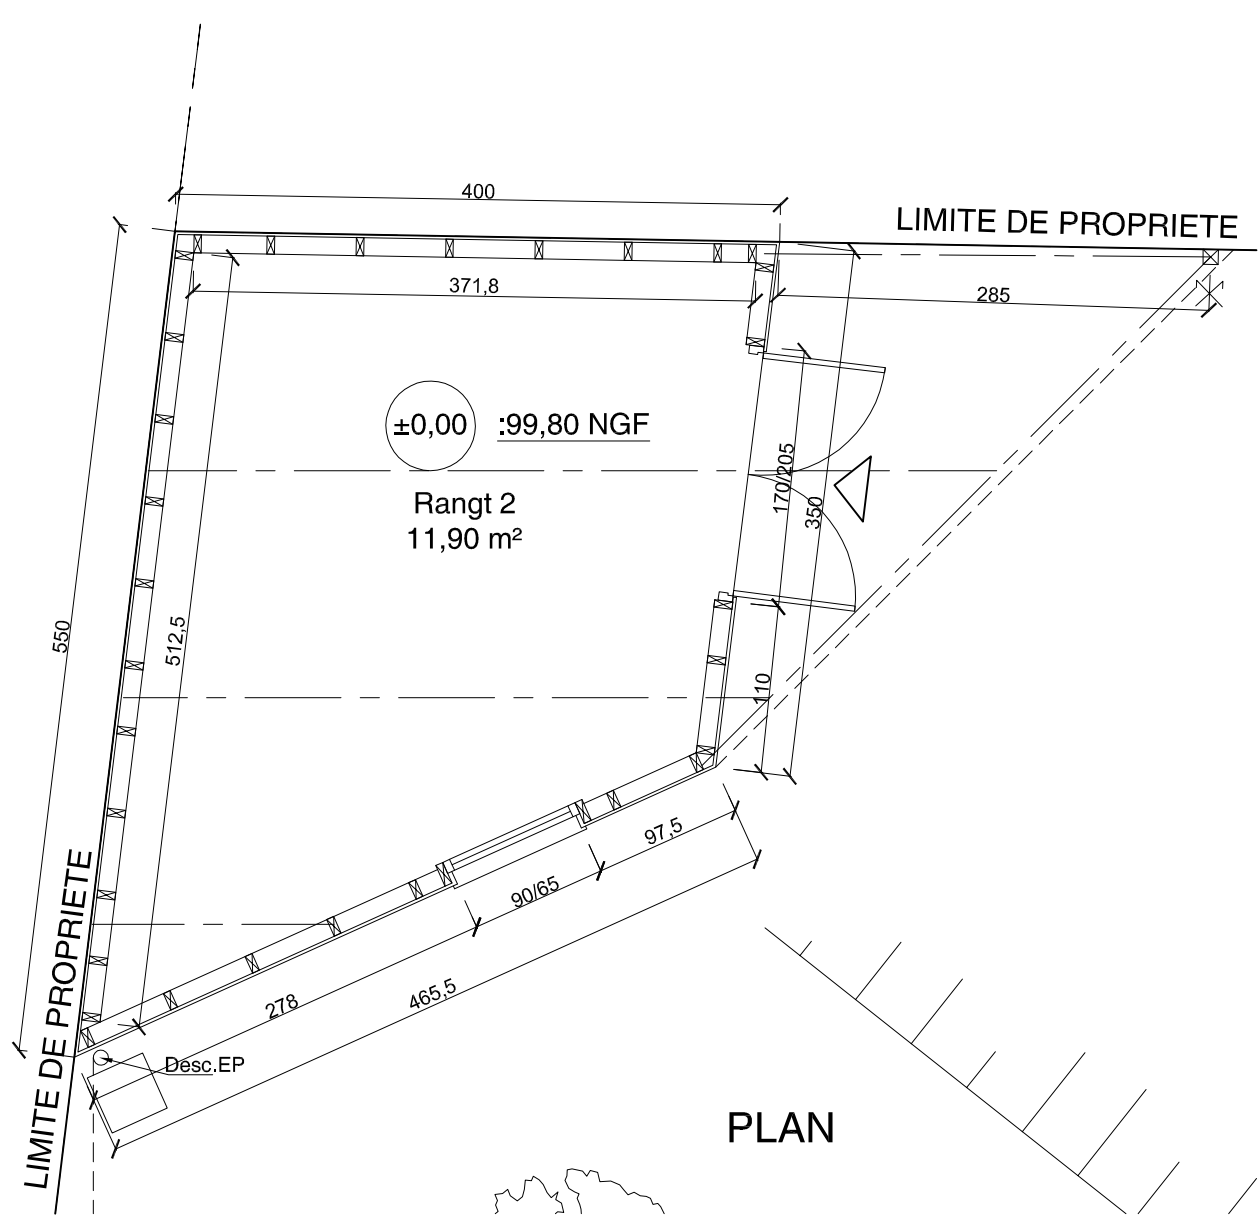 400
LIMITE DE PROPRIETE
371,8
285
±0,00 :99,80 NGF
170/205
350
Rangt 2
11,90 m²
550
512,5
110
97,5
90/65
278
465,5
LIMITE DE PROPRIETE
Desc.EP
PLAN